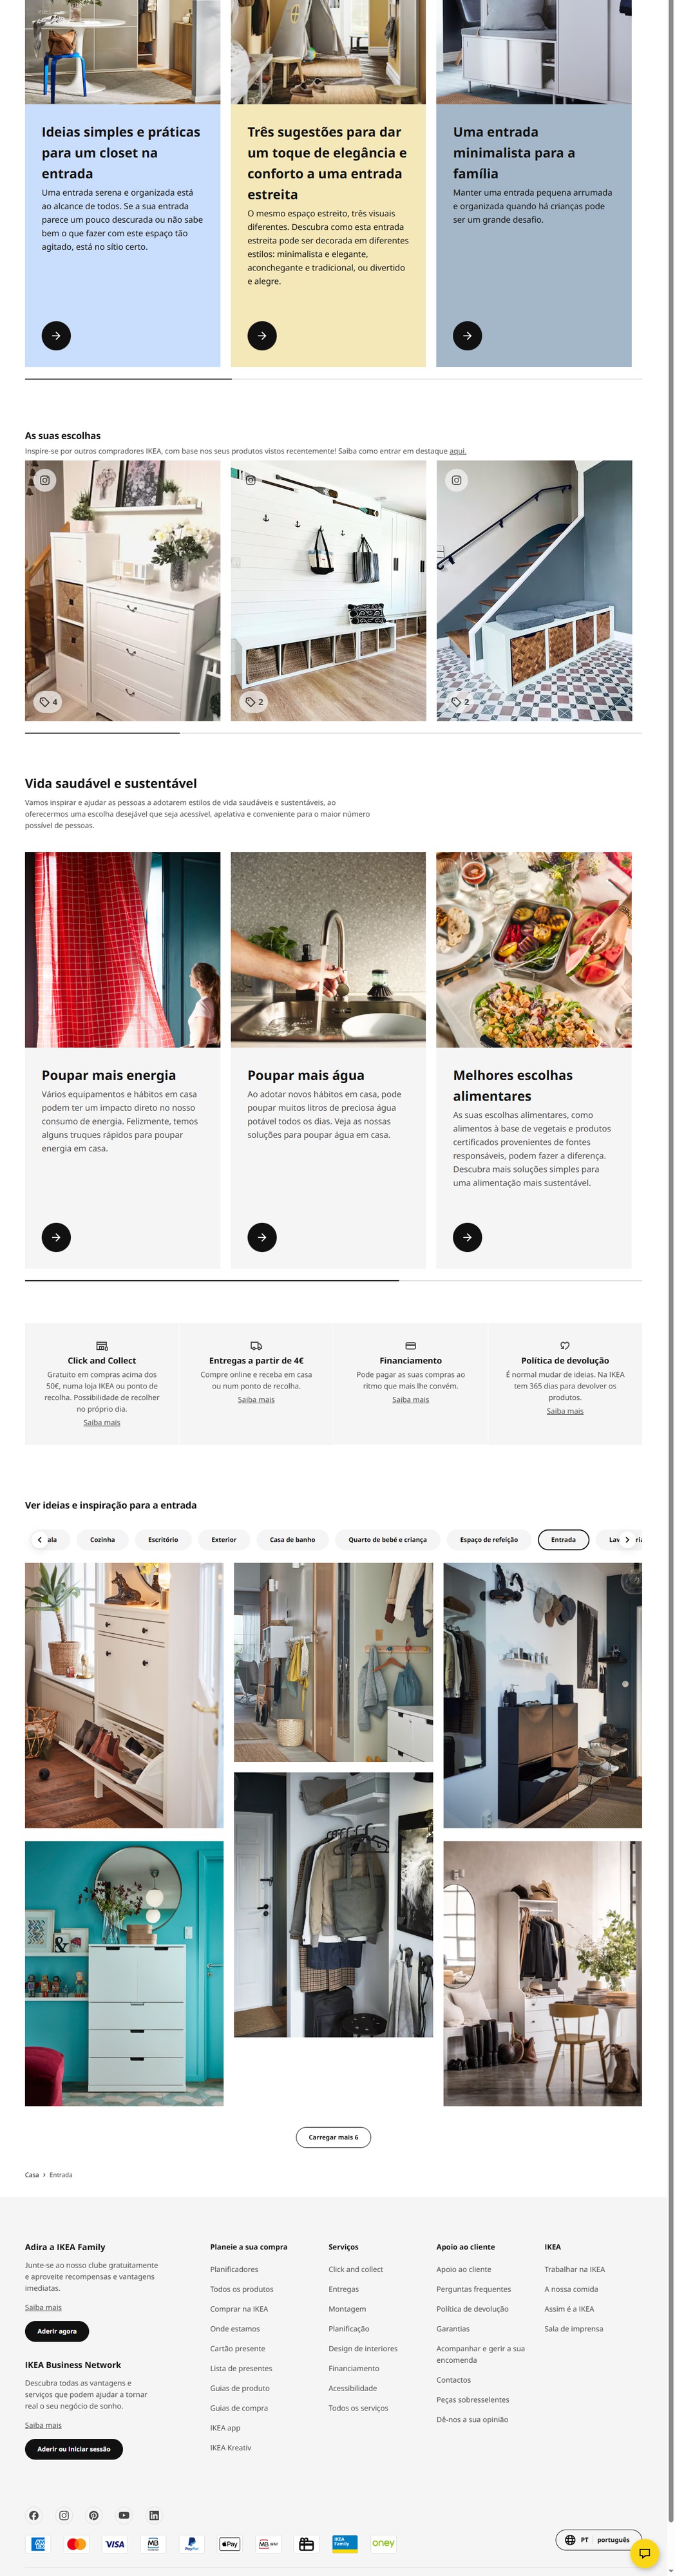 Ideias simples e práticas
para um closet na
entrada
Uma entrada serena e organizada está
ao alcance de todos. Se a sua entrada
parece um pouco descurada ou não sabe
bem o que fazer com este espaço tão
agitado, está no sítio certo.
Três sugestões para dar
um toque de elegância e
conforto a uma entrada
estreita
O mesmo espaço estreito, três visuais
diferentes. Descubra como esta entrada
estreita pode ser decorada em diferentes
estilos: minimalista e elegante,
aconchegante e tradicional, ou divertido
e alegre.
Uma entrada
minimalista para a
família
Manter uma entrada pequena arrumada
e organizada quando há crianças pode
ser um grande desafio.
As suas escolhas
Inspire-se por outros compradores IKEA, com base nos seus produtos vistos recentemente! Saiba como entrar em destaque aqui.
4
2
2
Vida saudável e sustentável
Vamos inspirar e ajudar as pessoas a adotarem estilos de vida saudáveis e sustentáveis, ao
oferecermos uma escolha desejável que seja acessível, apelativa e conveniente para o maior número
possível de pessoas.
Poupar mais energia
Vários equipamentos e hábitos em casa
podem ter um impacto direto no nosso
consumo de energia. Felizmente, temos
alguns truques rápidos para poupar
energia em casa.
Poupar mais água
Ao adotar novos hábitos em casa, pode
poupar muitos litros de preciosa água
potável todos os dias. Veja as nossas
soluções para poupar água em casa.
Melhores escolhas
alimentares
As suas escolhas alimentares, como
alimentos à base de vegetais e produtos
certificados provenientes de fontes
responsáveis, podem fazer a diferença.
Descubra mais soluções simples para
uma alimentação mais sustentável.
Click and Collect
Gratuito em compras acima dos
50€, numa loja IKEA ou ponto de
recolha. Possibilidade de recolher
no próprio dia.
Saiba mais
Entregas a partir de 4€
Compre online e receba em casa
ou num ponto de recolha.
Saiba mais
Financiamento
Pode pagar as suas compras ao
ritmo que mais lhe convém.
Saiba mais
Política de devolução
É normal mudar de ideias. Na IKEA
tem 365 dias para devolver os
produtos.
Saiba mais
Ver ideias e inspiração para a entrada
ala Cozinha Escritório Exterior Casa de banho Quarto de bebé e criança Espaço de refeição Entrada
&
Carregar mais 6
Casa › Entrada
Adira a IKEA Family
Junte-se ao nosso clube gratuitamente
e aproveite recompensas e vantagens
imediatas.
Saiba mais
Aderir agora
IKEA Business Network
Descubra todas as vantagens e
serviços que podem ajudar a tornar
real o seu negócio de sonho.
Saiba mais
Aderir ou iniciar sessão
Planeie a sua compra
Planificadores
Todos os produtos
Comprar na IKEA
Onde estamos
Cartão presente
Lista de presentes
Guias de produto
Guias de compra
IKEA app
IKEA Kreativ
Serviços
Click and collect
Entregas
Montagem
Planificação
Design de interiores
Financiamento
Acessibilidade
Todos os serviços
Apoio ao cliente
Apoio ao cliente
Perguntas frequentes
Política de devolução
Garantias
Acompanhar e gerir a sua
encomenda
Contactos
Peças sobresselentes
Dê-nos a sua opinião
IKEA
Trabalhar na IKEA
A nossa comida
Assim é a IKEA
Sala de imprensa
VISA
PayPal
Pay
MB WAY
IKEA
Family
oney
PT português